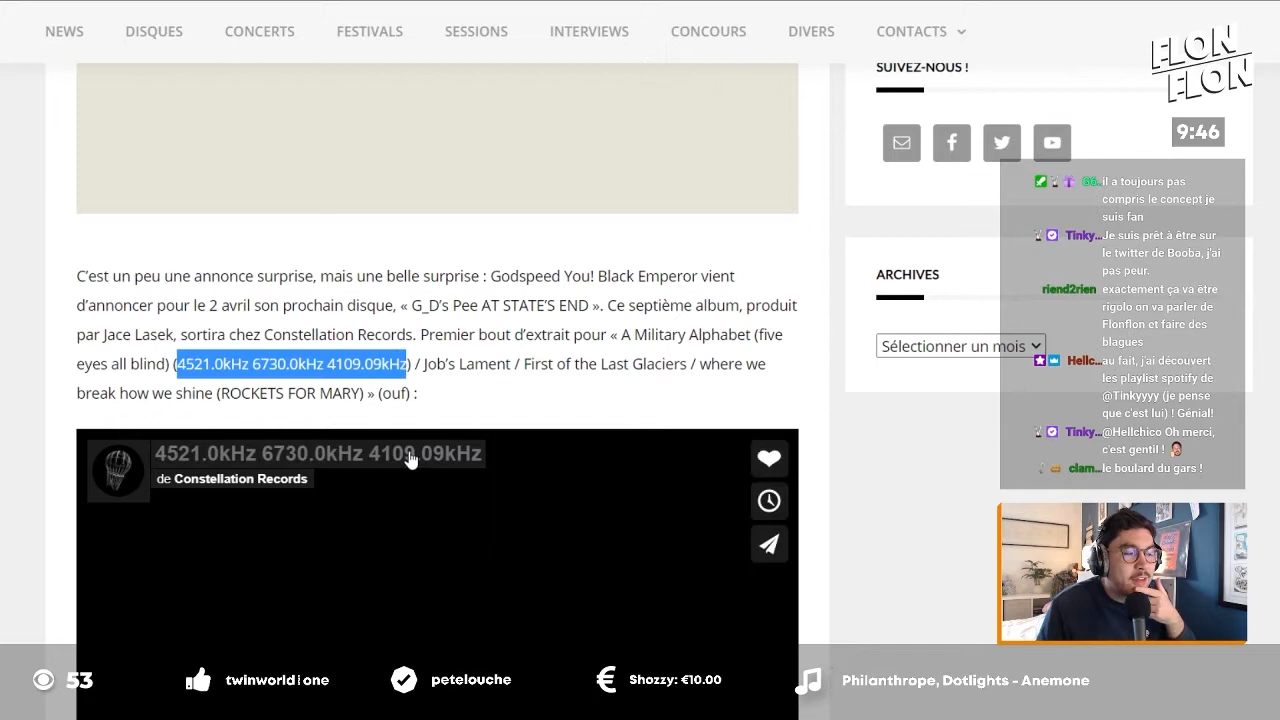 NEWS DISQUES CONCERTS FESTIVALS SESSIONS INTERVIEWS CONCOURS DIVERS CONTACTS
FLON
FLON
SUIVEZ-NOUS !
9:46
C'est un peu une annonce surprise, mais une belle surprise : Godspeed You! Black Emperor vient
d'annoncer pour le 2 avril son prochain disque, « G_D's Pee AT STATE'S END ». Ce septième album, produit
par Jace Lasek, sortira chez Constellation Records. Premier bout d'extrait pour « A Military Alphabet (five
eyes all blind) (4521.0kHz 6730.0kHz 4109.09kHz) / Job's Lament / First of the Last Glaciers / where we
break how we shine (ROCKETS FOR MARY) » (ouf) :
4521.0kHz 6730.0kHz 4109.09kHz
de Constellation Records
ARCHIVES
Sélectionner un mois
il a toujours pas
compris le concept je
suis fan
Tinky... Je suis prêt à être sur
le twitter de Booba, j'ai
pas peur.
riend2rien exactement ça va être
rigolo on va parler de
Flonflon et faire des
blagues
Hellc... au fait, j'ai découvert
les playlist spotify de
@Tinkyyyy (je pense
que c'est lui) ! Génial!
Tinky... @Hellchico Oh merci,
c'est gentil !
clam... le boulard du gars !
53 twinworldione petelouche Shozzy: €10.00 Philanthrope, Dotlights - Anemone